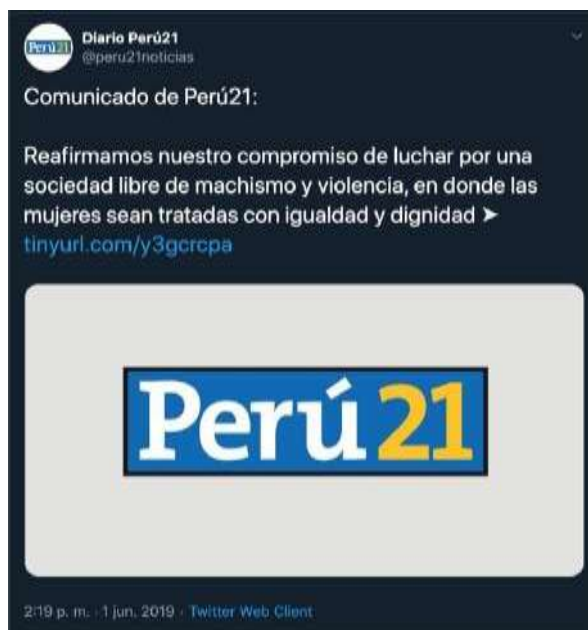 Perú21
Diario Perú21
@peru21noticias
Comunicado de Perú21:
Reafirmamos nuestro compromiso de luchar por una
sociedad libre de machismo y violencia, en donde las
mujeres sean tratadas con igualdad y dignidad ➤
tinyurl.com/y3gcrcpa
Perú21
2:19 p. m. · 1 jun. 2019 · Twitter Web Client